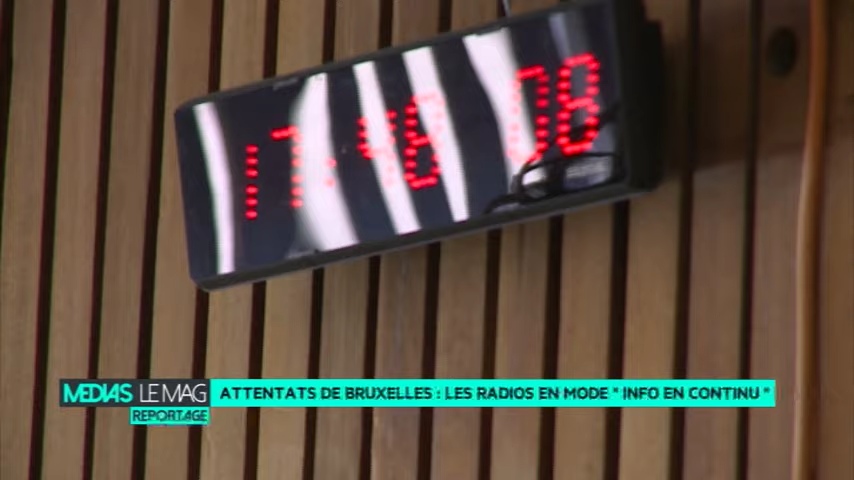 17:48 08
MEDIAS LE MAG ATTENTATS DE BRUXELLES : LES RADIOS EN MODE " INFO EN CONTINU "
REPORTAGE